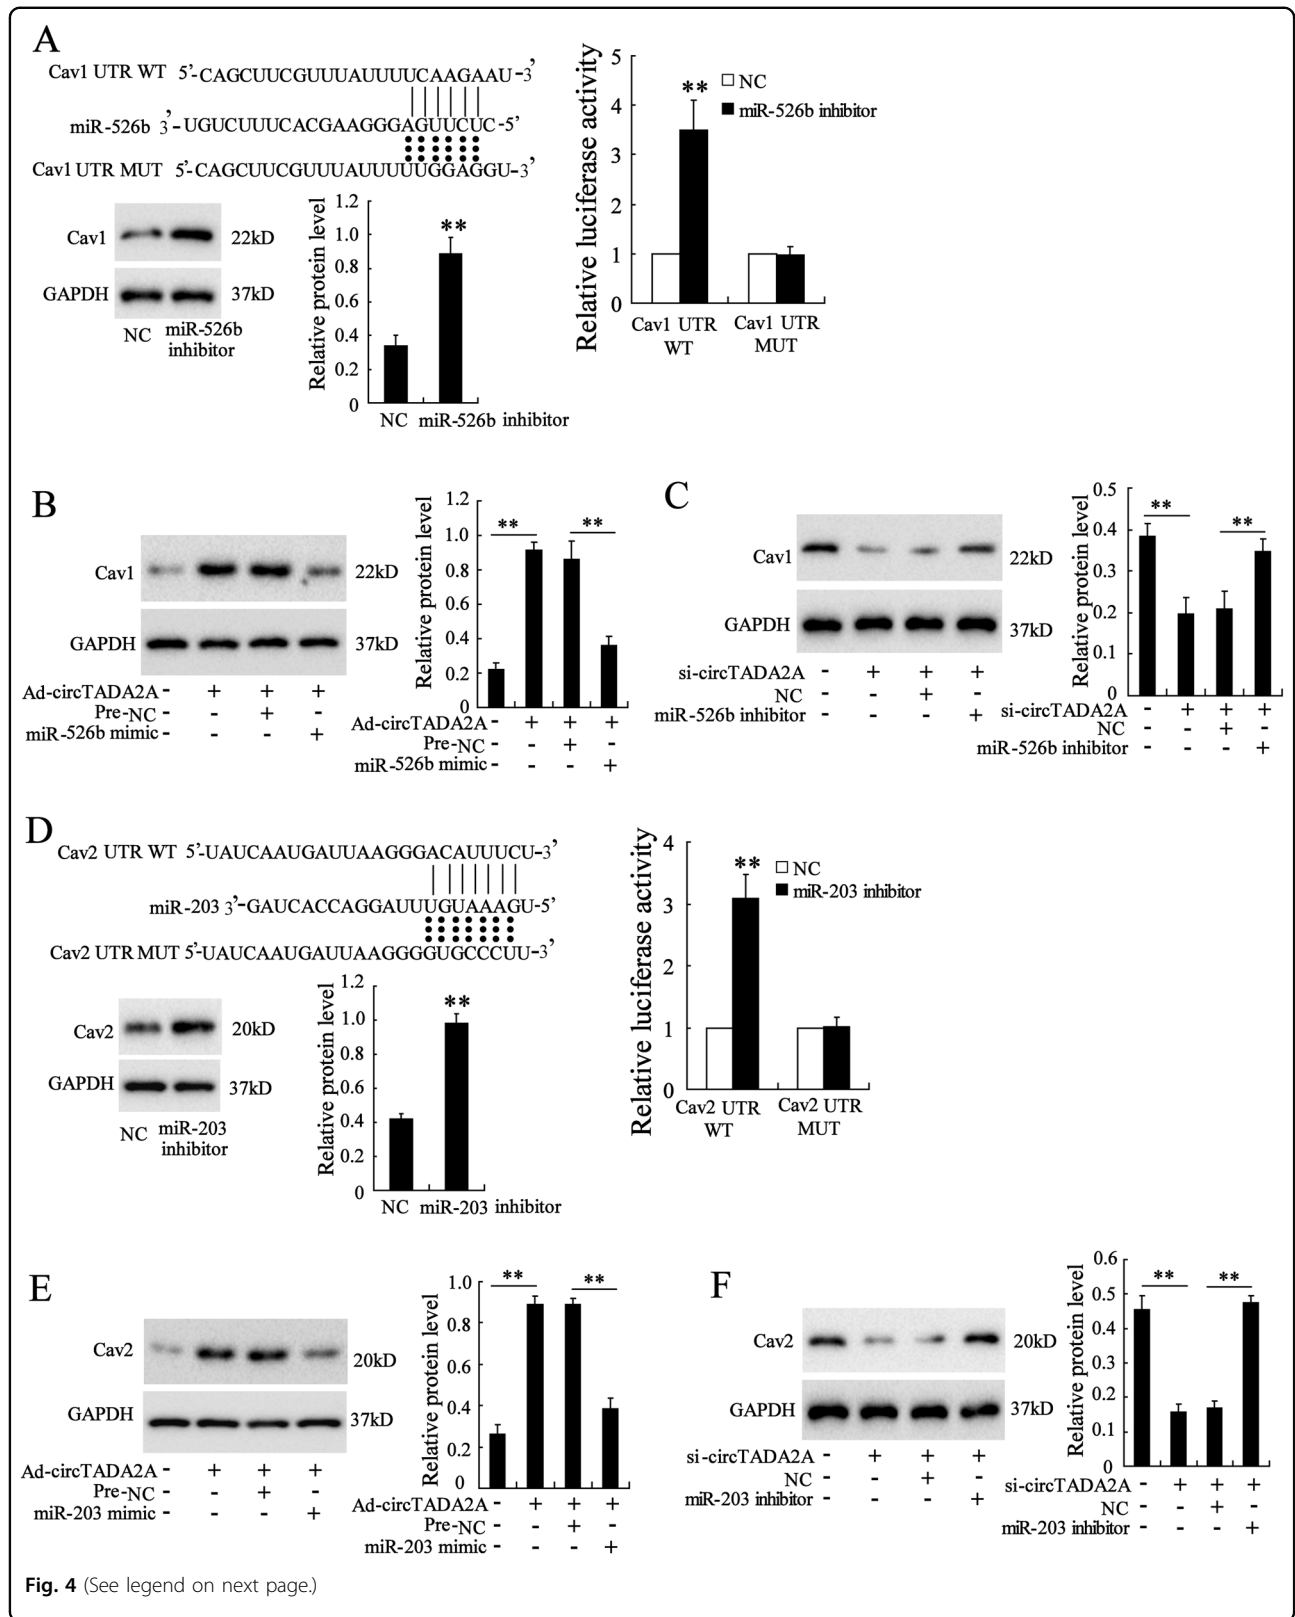 A
Cav1 UTR WT 5’-CAGCUUCGUUUAUUUUCAAGAAU-3’
miR-526b 3’-UGUCUUUCACGAAGGGAGUUCUC-5’
Cav1 UTR MUT 5’-CAGCUUCGUUUAUUUUUGGAGGU-3’
Cav1 22kD
GAPDH 37kD
NC miR-526b inhibitor
Relative protein level
1.2
1.0
0.8
0.6
0.4
0.2
0
**
NC miR-526b inhibitor
Relative luciferase activity
5
4
3
2
1
0
**
NC
miR-526b inhibitor
Cav1 UTR WT
Cav1 UTR MUT
B
Cav1 22kD
GAPDH 37kD
Ad-circTADA2A - + + +
Pre-NC - - + -
miR-526b mimic - - - +
Relative protein level
1.2
1.0
0.8
0.6
0.4
0.2
0
** **
Ad-circTADA2A - + + +
Pre-NC - - + -
miR-526b mimic - - - +
C
Cav1 22kD
GAPDH 37kD
si-circTADA2A - + + +
NC - - + -
miR-526b inhibitor - - - +
Relative protein level
0.5
0.4
0.3
0.2
0.1
0
** **
si-circTADA2A - + + +
NC - - + -
miR-526b inhibitor - - - +
D
Cav2 UTR WT 5’-UAUCAAUGAUUAAGGGACAUUUCU-3’
miR-203 3’-GAUCACCAGGAUUUGUAAAGU-5’
Cav2 UTR MUT 5’-UAUCAAUGAUUAAGGGGUGCCCUU-3’
Cav2 20kD
GAPDH 37kD
NC miR-203 inhibitor
Relative protein level
1.2
1.0
0.8
0.6
0.4
0.2
0
**
NC miR-203 inhibitor
Relative luciferase activity
4
3
2
1
0
**
NC
miR-203 inhibitor
Cav2 UTR WT
Cav2 UTR MUT
E
Cav2 20kD
GAPDH 37kD
Ad-circTADA2A - + + +
Pre-NC - - + -
miR-203 mimic - - - +
Relative protein level
1.0
0.8
0.6
0.4
0.2
0
** **
Ad-circTADA2A - + + +
Pre-NC - - + -
miR-203 mimic - - - +
F
Cav2 20kD
GAPDH 37kD
si-circTADA2A - + + +
NC - - + -
miR-203 inhibitor - - - +
Relative protein level
0.6
0.5
0.4
0.3
0.2
0.1
0
** **
si-circTADA2A - + + +
NC - - + -
miR-203 inhibitor - - - +
Fig. 4 (See legend on next page.)